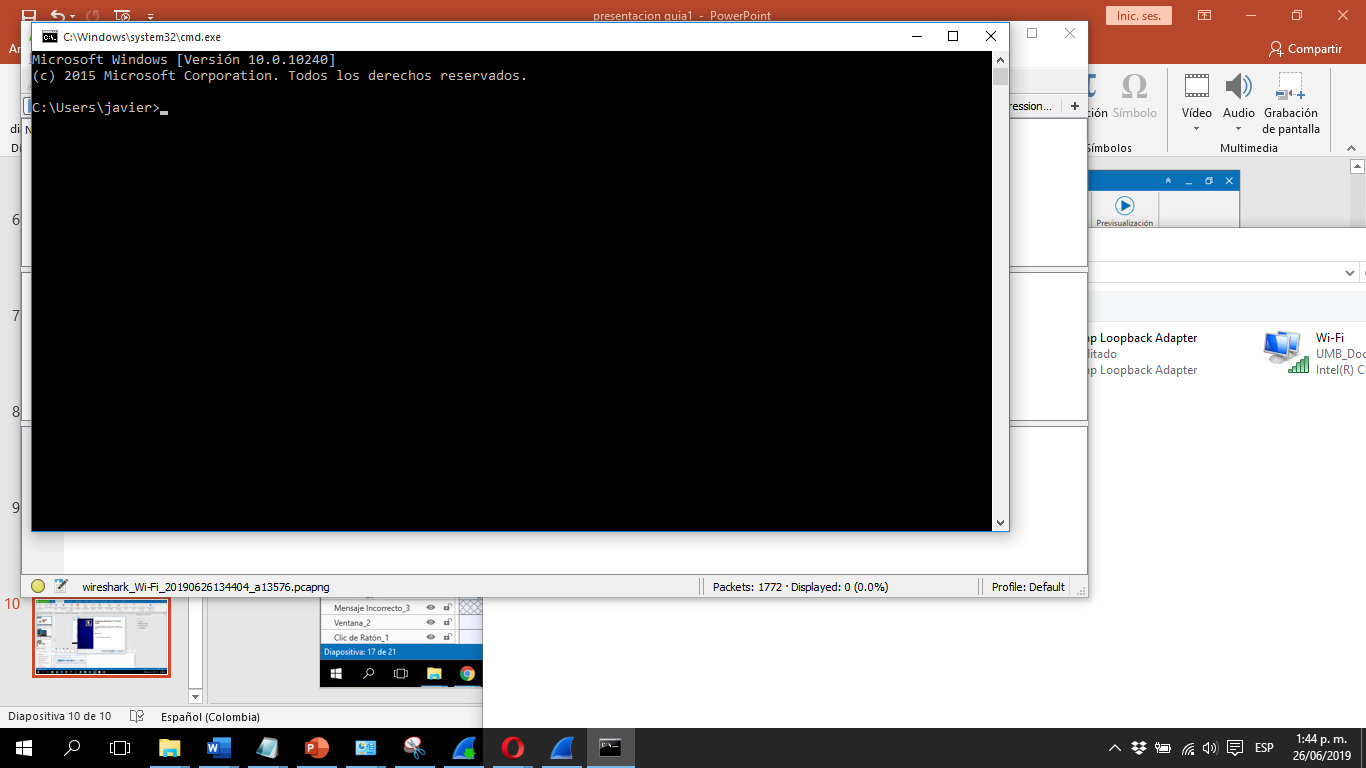 presentacion guia1 - PowerPoint
Inic. ses.
C:\Windows\system32\cmd.exe
Compartir
Microsoft Windows [Versión 10.0.10240]
(c) 2015 Microsoft Corporation. Todos los derechos reservados.
C:\Users\javier>
ression... +
ción
Símbolo
Vídeo
Audio
Grabación
de pantalla
Símbolos
Multimedia
Previsualización
6
7
8
9
10
ap Loopback Adapter
litado
ap Loopback Adapter
Wi-Fi
UMB_Doc
Intel(R) C
wireshark_Wi-Fi_20190626134404_a13576.pcapng
Packets: 1772 · Displayed: 0 (0.0%)
Profile: Default
Mensaje Incorrecto_3
Ventana_2
Clic de Ratón_1
Diapositiva: 17 de 21
Diapositiva 10 de 10
Español (Colombia)
ESP
1:44 p. m.
26/06/2019